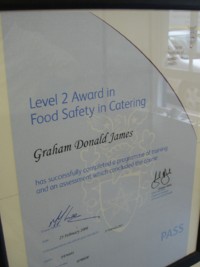 Level 2 Award in
Food Safety in Catering
Graham Donald James
has successfully completed a programme of training
and an assessment which concluded the course
PASS